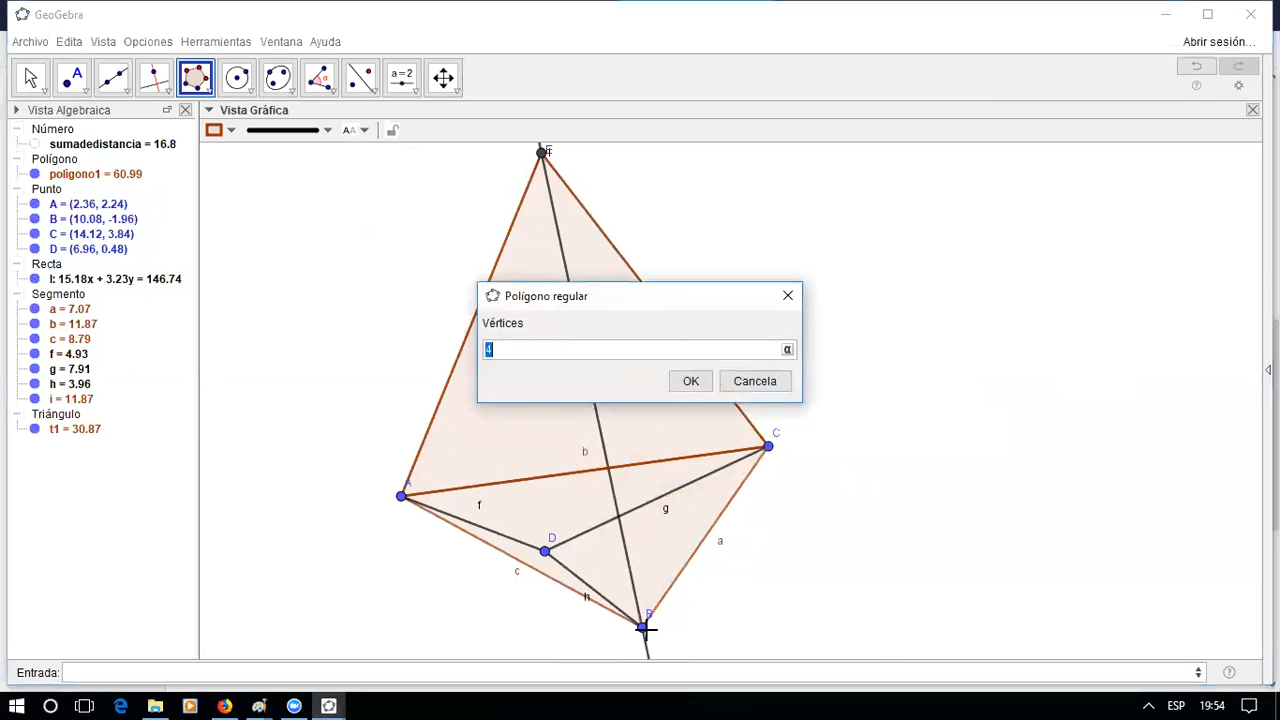 GeoGebra
Archivo Edita Vista Opciones Herramientas Ventana Ayuda
Abrir sesión...
A
α
a=2
Vista Algebraica
Vista Gráfica
AA
Número
sumadedistancia = 16.8
Polígono
polígono1 = 60.99
Punto
A = (2.36, 2.24)
B = (10.08, -1.96)
C = (14.12, 3.84)
D = (6.96, 0.48)
Recta
l: 15.18x + 3.23y = 146.74
Segmento
a = 7.07
b = 11.87
c = 8.79
f = 4.93
g = 7.91
h = 3.96
i = 11.87
Triángulo
t1 = 30.87
Polígono regular
Vértices
4
α
OK
Cancela
C
b
A
f
g
D
a
c
h
B
Entrada:
ESP
19:54